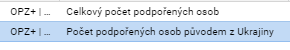 OPZ+ | ... Celkový počet podpořených osob
OPZ+ | ... Počet podpořených osob původem z Ukrajiny